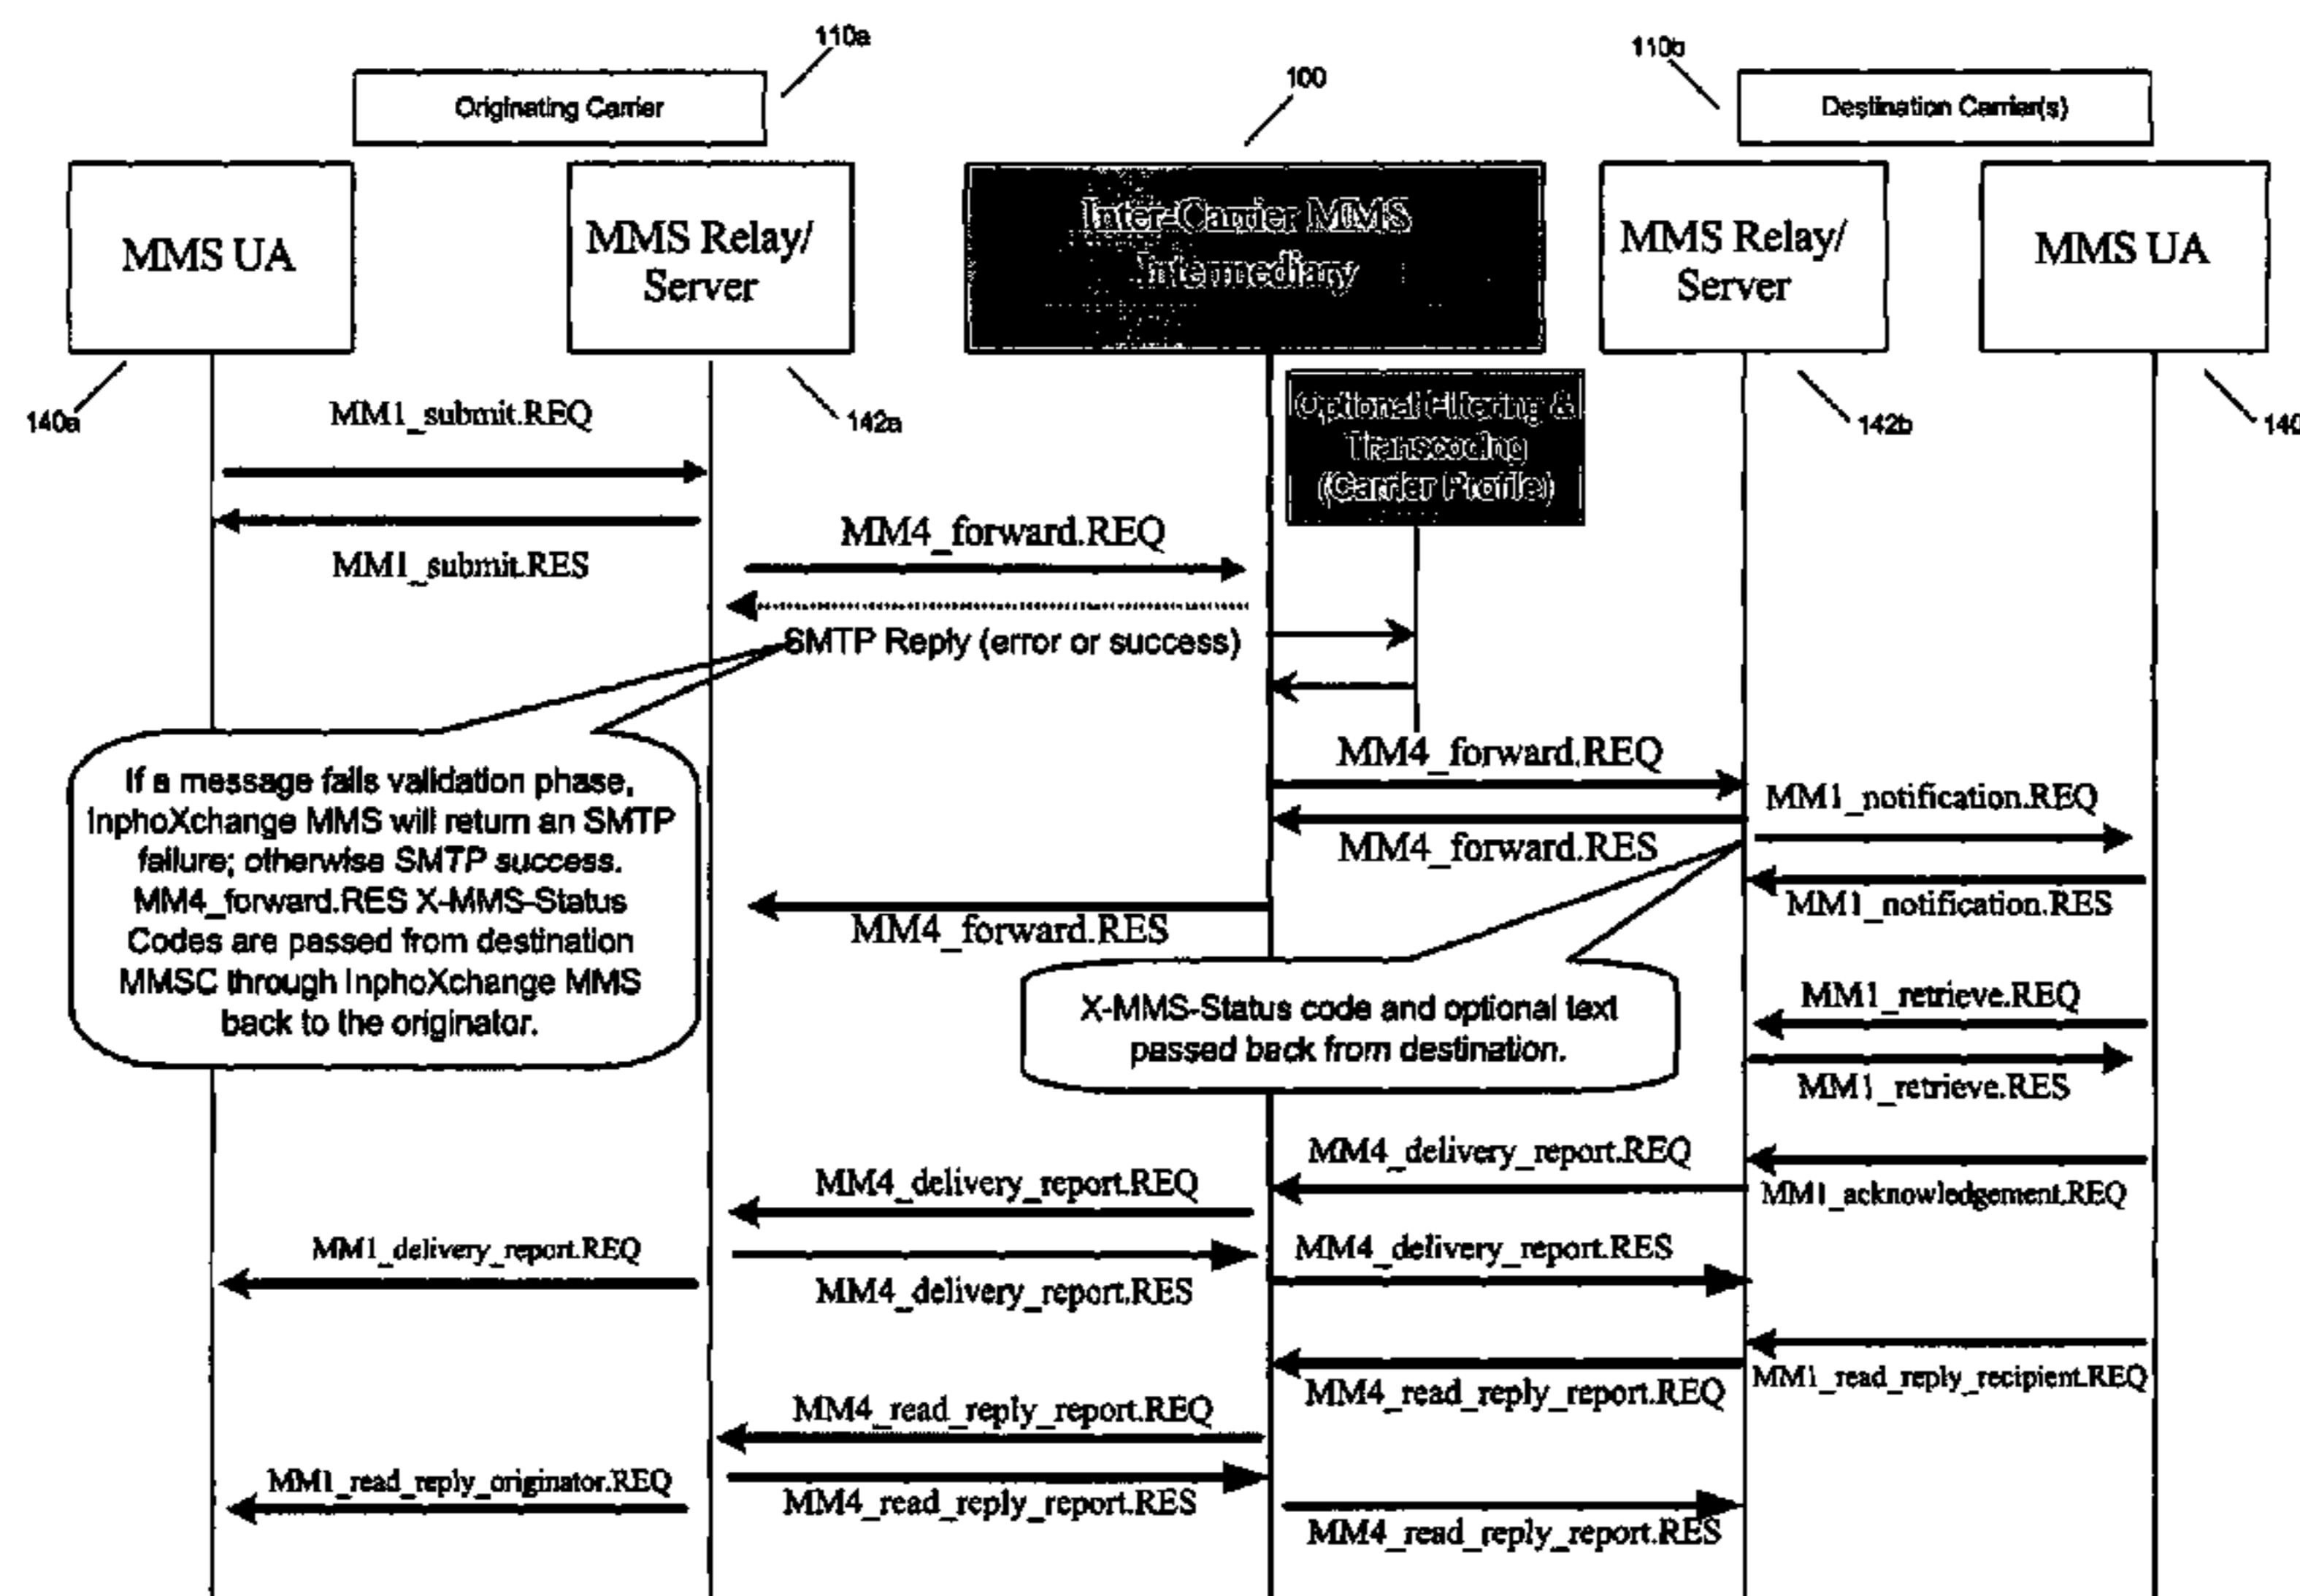 110a
110b
100
Originating Carrier
Destination Carrier(s)
MMS UA
MMS Relay/
Server
Inter-Carrier MMS
Intermediary
MMS Relay/
Server
MMS UA
140a
142a
142b
140
Optional Filtering &
Transcoding
(Carrier Profile)
MM1_submit.REQ
MM1_submit.RES
MM4_forward.REQ
SMTP Reply (error or success)
If a message fails validation phase,
InphoXchange MMS will return an SMTP
failure; otherwise SMTP success.
MM4_forward.RES X-MMS-Status
Codes are passed from destination
MMSC through InphoXchange MMS
back to the originator.
MM4_forward.REQ
MM4_forward.RES
MM1_notification.REQ
MM1_notification.RES
MM4_forward.RES
X-MMS-Status code and optional text
passed back from destination.
MM1_retrieve.REQ
MM1_retrieve.RES
MM4_delivery_report.REQ
MM1_acknowledgement.REQ
MM4_delivery_report.REQ
MM1_delivery_report.REQ
MM4_delivery_report.RES
MM4_delivery_report.RES
MM1_read_reply_recipient.REQ
MM4_read_reply_report.REQ
MM4_read_reply_report.REQ
MM1_read_reply_originator.REQ
MM4_read_reply_report.RES
MM4_read_reply_report.RES